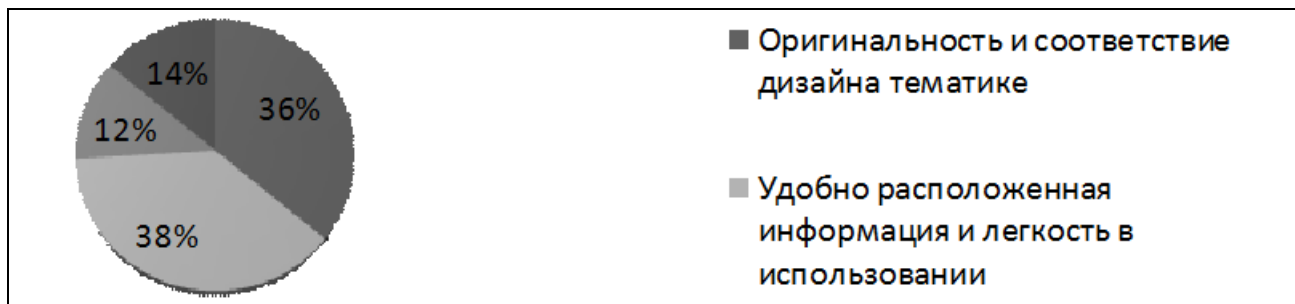 14%
36%
12%
38%
Оригинальность и соответствие
дизайна тематике
Удобно расположенная
информация и легкость в
использовании